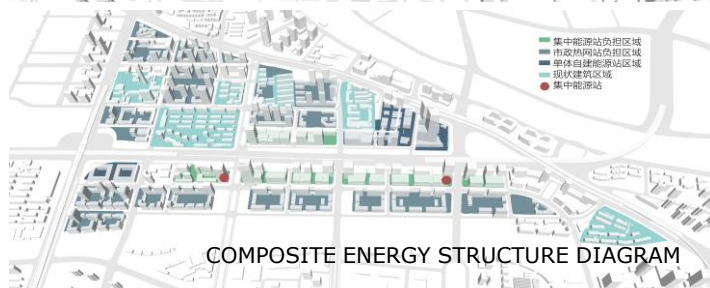 集中能源站负担区域
市政热网站负担区域
单体自建能源站区域
现状建筑区域
集中能源站
COMPOSITE ENERGY STRUCTURE DIAGRAM